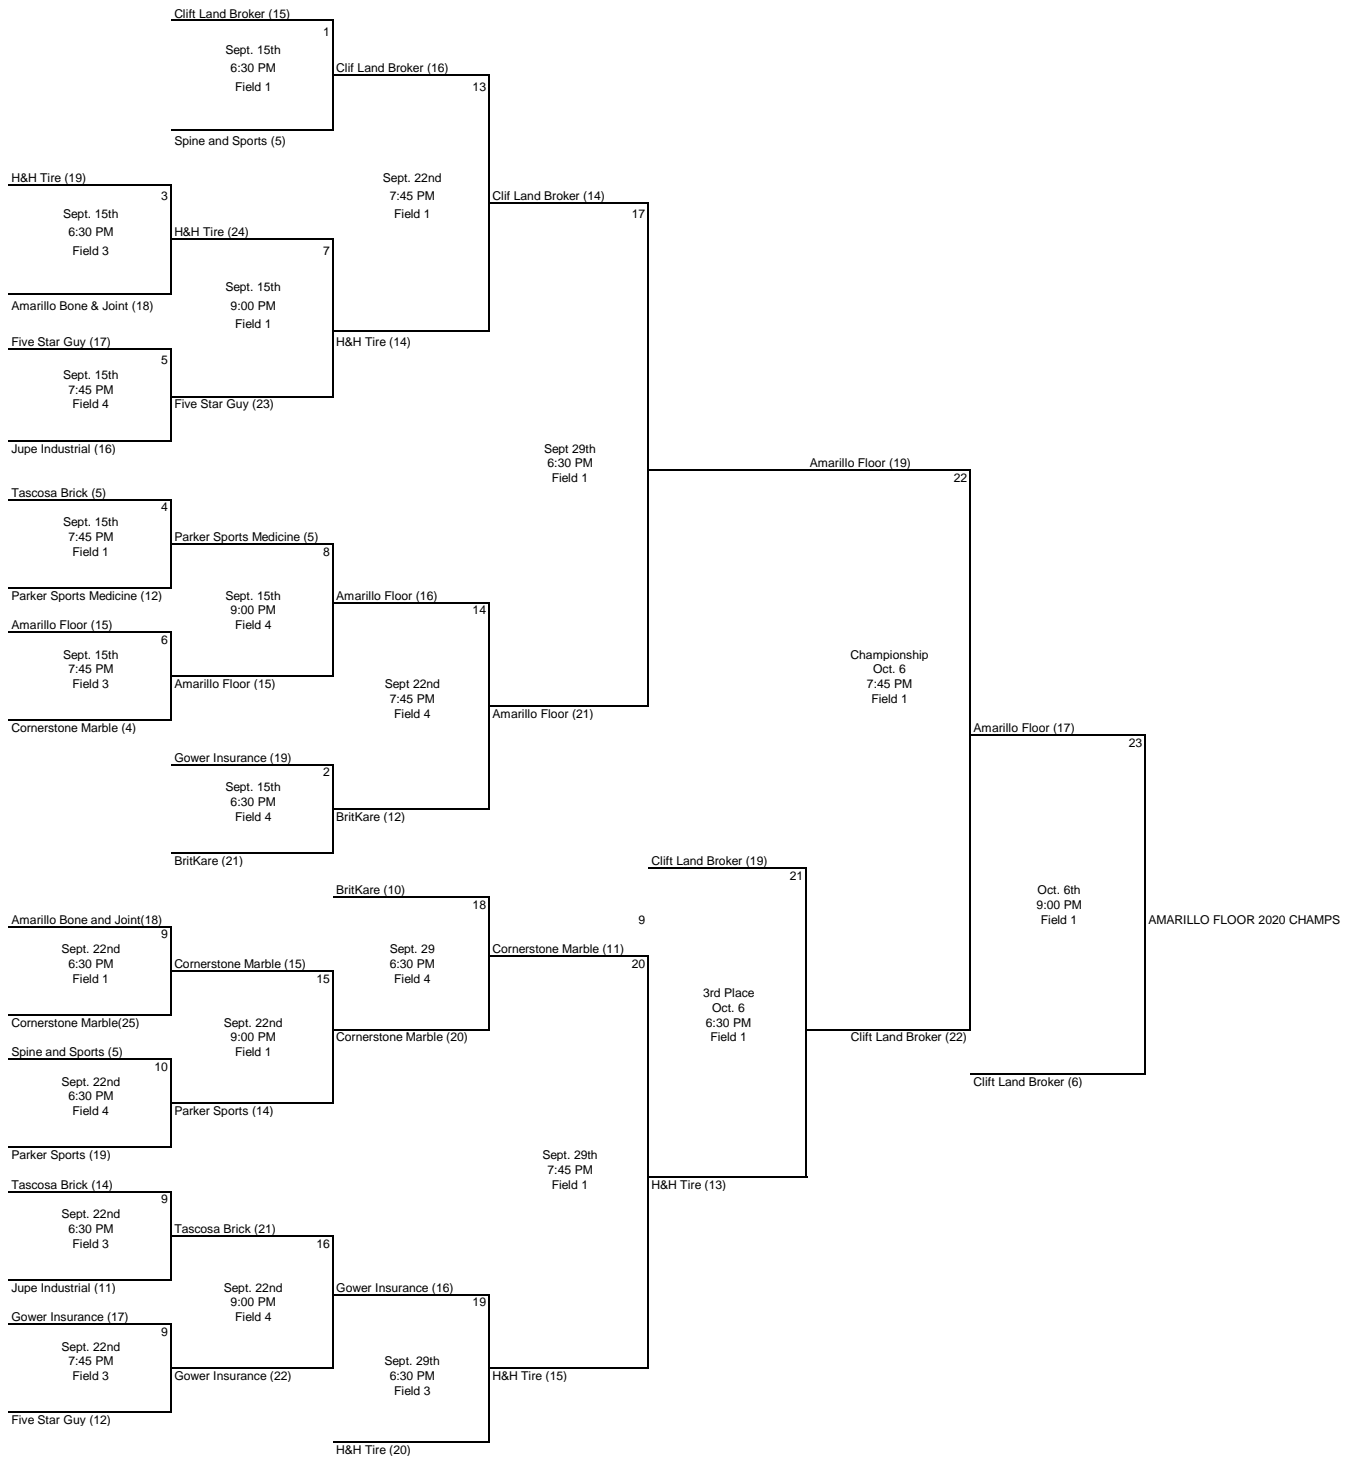 Clift Land Broker (15)
1
Sept. 15th
6:30 PM
Field 1
Clif Land Broker (16)
13
Spine and Sports (5)
H&H Tire (19)
3
Sept. 15th
6:30 PM
Field 3
Sept. 22nd
7:45 PM
Field 1
Clif Land Broker (14)
17
H&H Tire (24)
7
Sept. 15th
9:00 PM
Field 1
Amarillo Bone & Joint (18)
Five Star Guy (17)
5
H&H Tire (14)
Sept. 15th
7:45 PM
Field 4
Five Star Guy (23)
Jupe Industrial (16)
Sept 29th
6:30 PM
Field 1
Amarillo Floor (19)
22
Tascosa Brick (5)
4
Sept. 15th
7:45 PM
Field 1
Parker Sports Medicine (5)
8
Parker Sports Medicine (12)
Sept. 15th
9:00 PM
Field 4
Amarillo Floor (16)
14
Amarillo Floor (15)
6
Sept. 15th
7:45 PM
Field 3
Amarillo Floor (15)
Sept 22nd
7:45 PM
Field 4
Championship
Oct. 6
7:45 PM
Field 1
Amarillo Floor (21)
Cornerstone Marble (4)
Amarillo Floor (17)
23
Gower Insurance (19)
2
Sept. 15th
6:30 PM
Field 4
BritKare (12)
BritKare (21)
Clift Land Broker (19)
21
BritKare (10)
18
Oct. 6th
9:00 PM
Field 1
AMARILLO FLOOR 2020 CHAMPS
9
Amarillo Bone and Joint(18)
9
Sept. 22nd
6:30 PM
Field 1
Sept. 29
6:30 PM
Field 4
Cornerstone Marble (11)
20
Cornerstone Marble (15)
15
Cornerstone Marble(25)
Sept. 22nd
9:00 PM
Field 1
3rd Place
Oct. 6
6:30 PM
Field 1
Cornerstone Marble (20)
Clift Land Broker (22)
Spine and Sports (5)
10
Sept. 22nd
6:30 PM
Field 4
Clift Land Broker (6)
Parker Sports (14)
Parker Sports (19)
Sept. 29th
7:45 PM
Field 1
H&H Tire (13)
Tascosa Brick (14)
9
Sept. 22nd
6:30 PM
Field 3
Tascosa Brick (21)
16
Jupe Industrial (11)
Sept. 22nd
9:00 PM
Field 4
Gower Insurance (16)
19
Gower Insurance (17)
9
Sept. 22nd
7:45 PM
Field 3
Gower Insurance (22)
Sept. 29th
6:30 PM
Field 3
H&H Tire (15)
Five Star Guy (12)
H&H Tire (20)